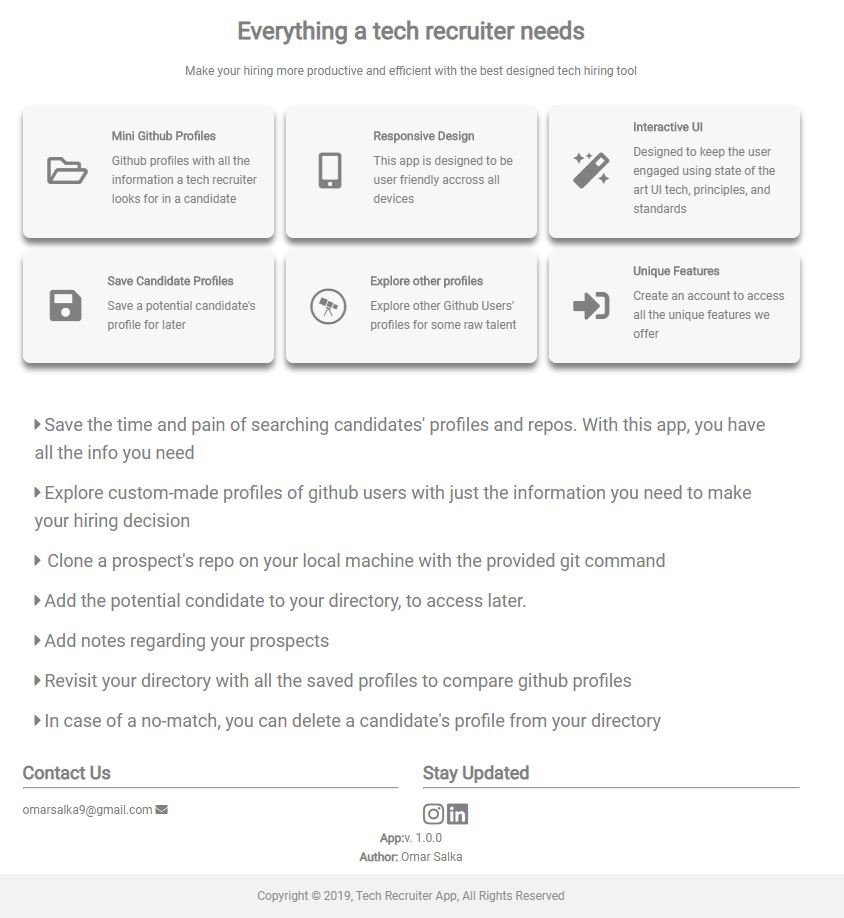 Everything a tech recruiter needs
Make your hiring more productive and efficient with the best designed tech hiring tool
Mini Github Profiles
Github profiles with all the
information a tech recruiter
looks for in a candidate
Responsive Design
This app is designed to be
user friendly accross all
devices
Interactive UI
Designed to keep the user
engaged using state of the
art UI tech, principles, and
standards
Save Candidate Profiles
Save a potential candidate's
profile for later
Explore other profiles
Explore other Github Users'
profiles for some raw talent
Unique Features
Create an account to access
all the unique features we
offer
Save the time and pain of searching candidates' profiles and repos. With this app, you have
all the info you need
Explore custom-made profiles of github users with just the information you need to make
your hiring decision
Clone a prospect's repo on your local machine with the provided git command
Add the potential condidate to your directory, to access later.
Add notes regarding your prospects
Revisit your directory with all the saved profiles to compare github profiles
In case of a no-match, you can delete a candidate's profile from your directory
Contact Us
omarsalka9@gmail.com
Stay Updated
App:v. 1.0.0
Author: Omar Salka
Copyright © 2019, Tech Recruiter App, All Rights Reserved